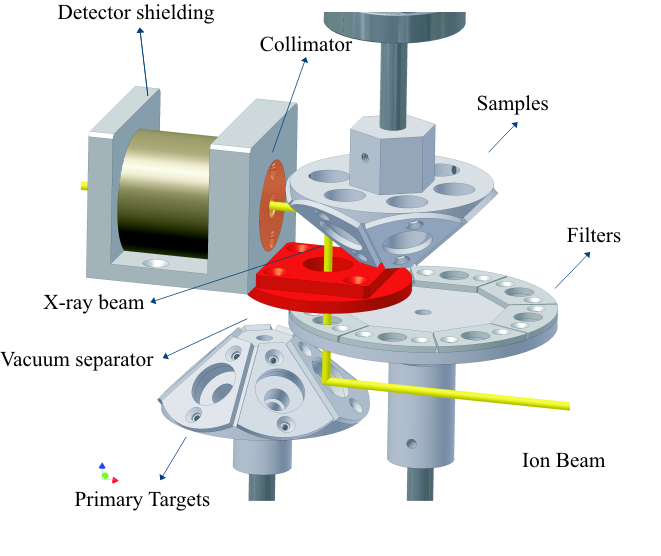 Detector shielding
Collimator
Samples
Filters
X-ray beam
Vacuum separator
Ion Beam
Primary Targets